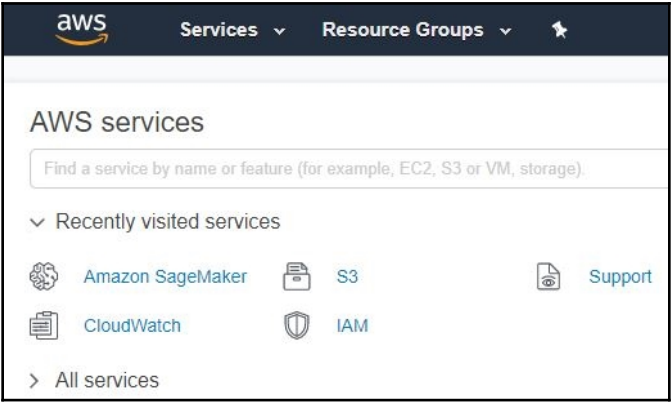 aws Services Resource Groups
AWS services
Find a service by name or feature (for example, EC2, S3 or VM, storage).
Recently visited services
Amazon SageMaker S3 Support
CloudWatch IAM
All services